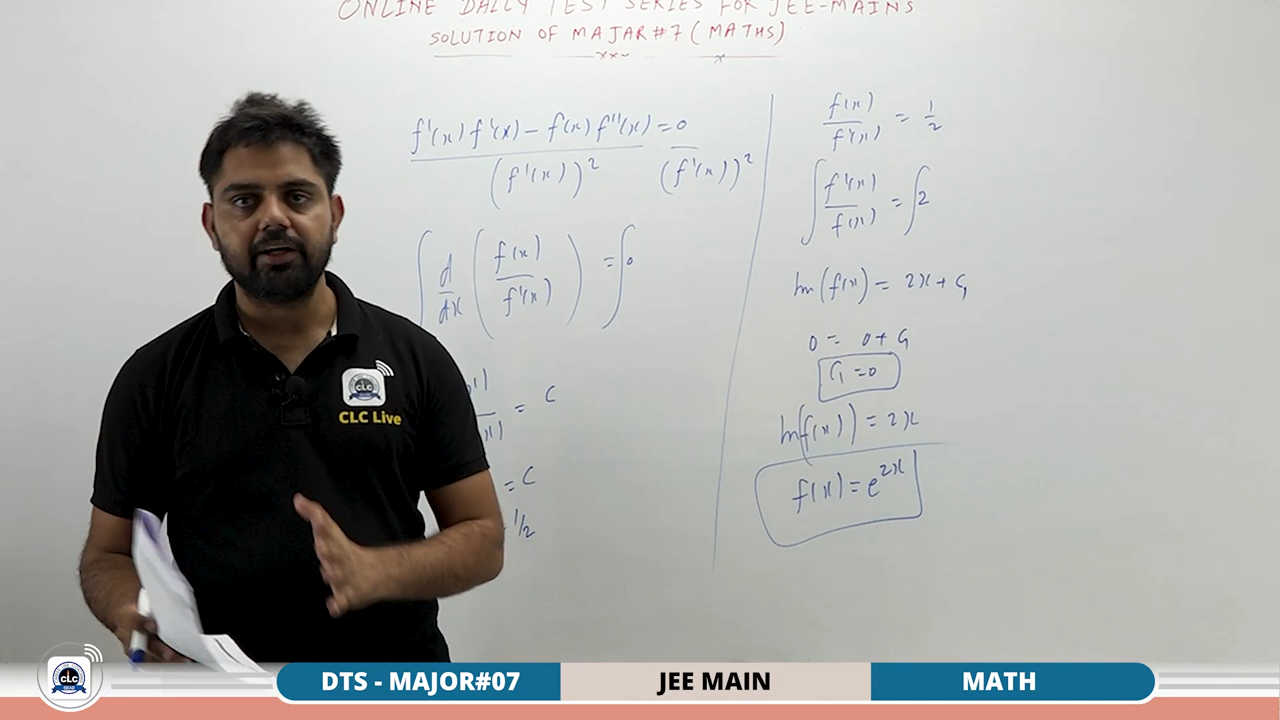 ONLINE DAILY TEST SERIES FOR JEE-MAINS
SOLUTION OF MAJAR#7 (MATHS)
f'(x) f'(x) – f(x) f''(x) = 0
(f'(x))² (f'(x))²
∫ d/dx ( f(x) / f'(x) ) = ∫ 0
= C
= C
1/2
f(x) / f'(x) = 1/2
∫ f'(x) / f(x) = ∫ 2
ln (f(x)) = 2x + C₁
0 = 0 + C₁
C₁ = 0
ln(f(x)) = 2x
f(x) = e^{2x}
CLC
CLC Live
CLC
DTS - MAJOR#07
JEE MAIN
MATH